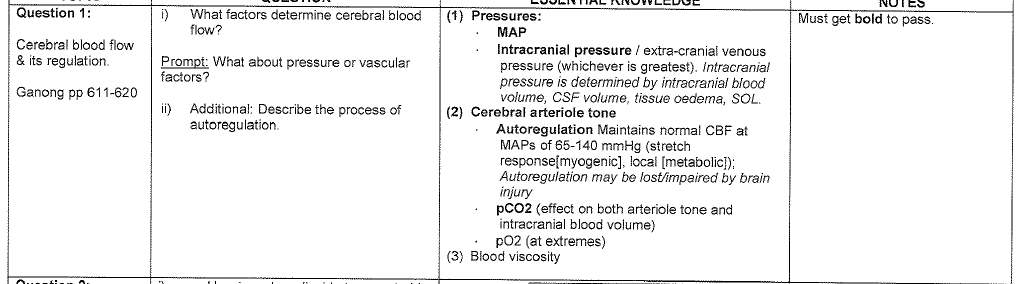 QUESTION
ESSENTIAL KNOWLEDGE
NOTES
Question 1:
Cerebral blood flow
& its regulation.
Ganong pp 611-620
i) What factors determine cerebral blood
flow?
Prompt: What about pressure or vascular
factors?
ii) Additional: Describe the process of
autoregulation.
(1) Pressures:
· MAP
· Intracranial pressure / extra-cranial venous
pressure (whichever is greatest). Intracranial
pressure is determined by intracranial blood
volume, CSF volume, tissue oedema, SOL.
(2) Cerebral arteriole tone
· Autoregulation Maintains normal CBF at
MAPs of 65-140 mmHg (stretch
response[myogenic], local [metabolic]);
Autoregulation may be lost/impaired by brain
injury
· pCO2 (effect on both arteriole tone and
intracranial blood volume)
· pO2 (at extremes)
(3) Blood viscosity
Must get bold to pass.
Question 2: